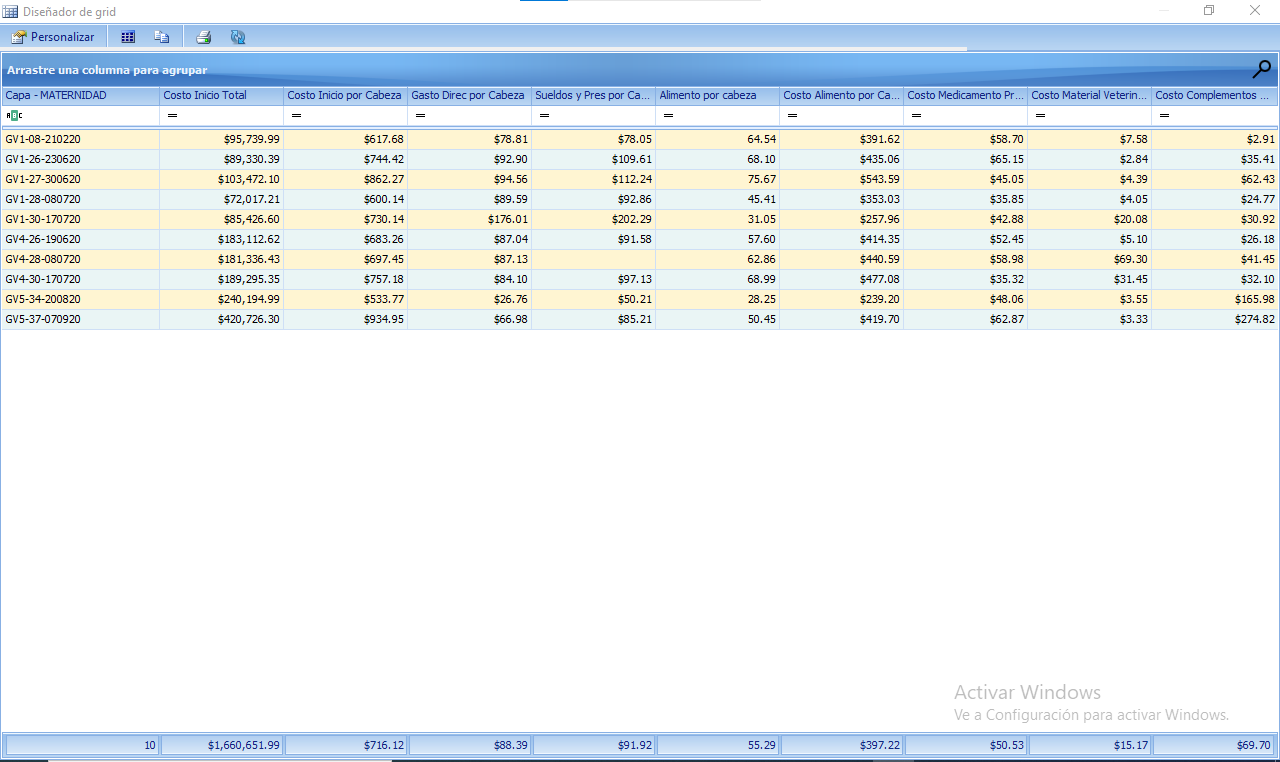 Diseñador de grid
Personalizar
Arrastre una columna para agrupar
Capa - MATERNIDAD Costo Inicio Total Costo Inicio por Cabeza Gasto Direc por Cabeza Sueldos y Pres por Ca... Alimento por cabeza Costo Alimento por Ca... Costo Medicamento Pr... Costo Material Veterin... Costo Complementos ...
ABC = = = = = = = = =
GV1-08-210220 $95,739.99 $617.68 $78.81 $78.05 64.54 $391.62 $58.70 $7.58 $2.91
GV1-26-230620 $89,330.39 $744.42 $92.90 $109.61 68.10 $435.06 $65.15 $2.84 $35.41
GV1-27-300620 $103,472.10 $862.27 $94.56 $112.24 75.67 $543.59 $45.05 $4.39 $62.43
GV1-28-080720 $72,017.21 $600.14 $89.59 $92.86 45.41 $353.03 $35.85 $4.05 $24.77
GV1-30-170720 $85,426.60 $730.14 $176.01 $202.29 31.05 $257.96 $42.88 $20.08 $30.92
GV4-26-190620 $183,112.62 $683.26 $87.04 $91.58 57.60 $414.35 $52.45 $5.10 $26.18
GV4-28-080720 $181,336.43 $697.45 $87.13 62.86 $440.59 $58.98 $69.30 $41.45
GV4-30-170720 $189,295.35 $757.18 $84.10 $97.13 68.99 $477.08 $35.32 $31.45 $32.10
GV5-34-200820 $240,194.99 $533.77 $26.76 $50.21 28.25 $239.20 $48.06 $3.55 $165.98
GV5-37-070920 $420,726.30 $934.95 $66.98 $85.21 50.45 $419.70 $62.87 $3.33 $274.82
Activar Windows
Ve a Configuración para activar Windows.
10 $1,660,651.99 $716.12 $88.39 $91.92 55.29 $397.22 $50.53 $15.17 $69.70